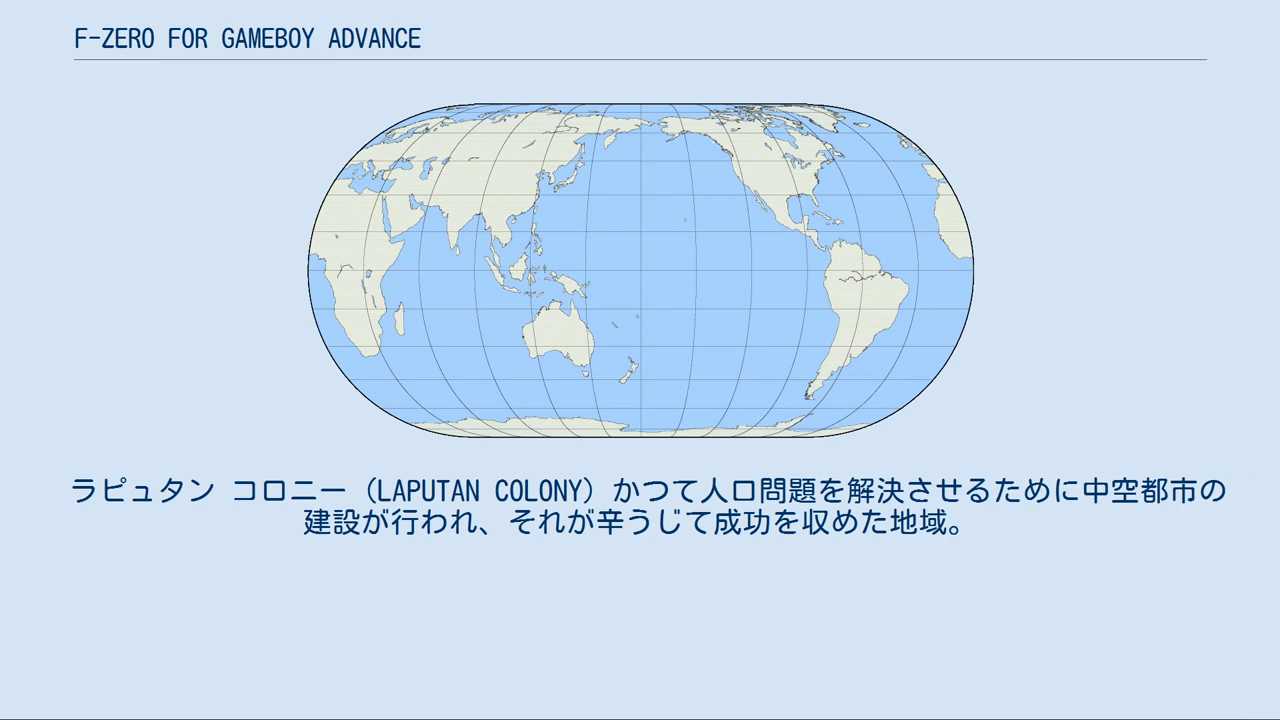 F-ZERO FOR GAMEBOY ADVANCE
ラピュタン コロニー（LAPUTAN COLONY）かつて人口問題を解決させるために中空都市の
建設が行われ、それが辛うじて成功を収めた地域。